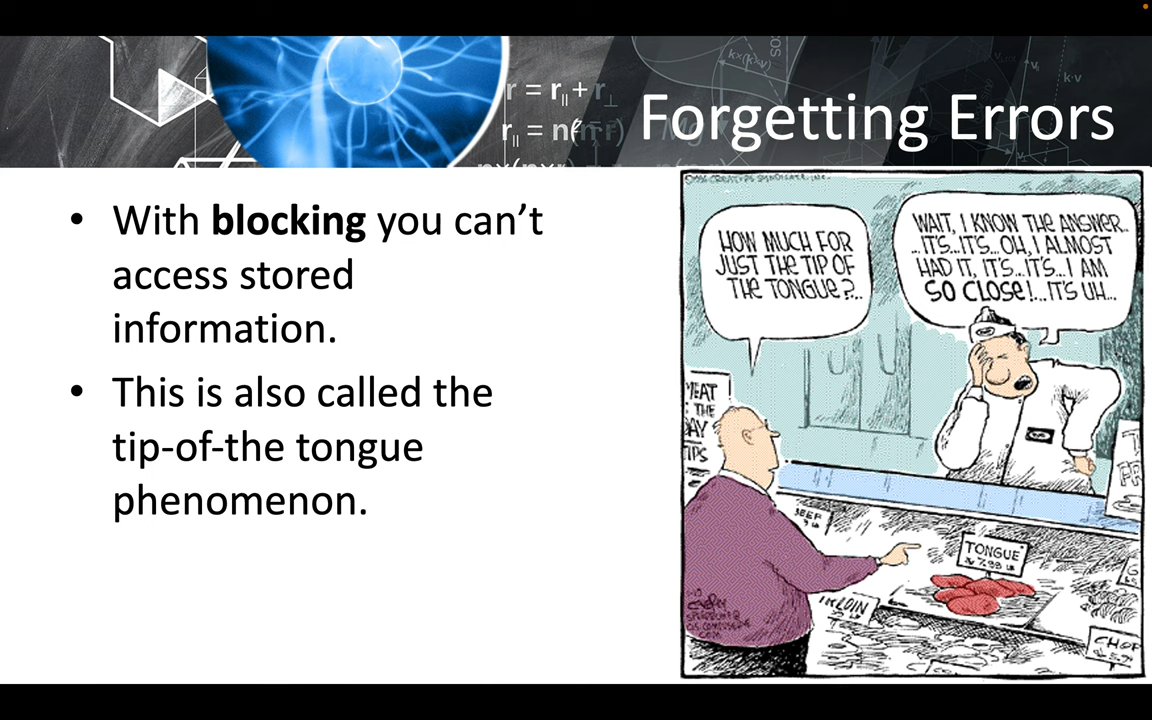 Forgetting Errors
• With blocking you can’t
access stored
information.
• This is also called the
tip-of-the tongue
phenomenon.
HOW MUCH FOR
JUST THE TIP OF
THE TONGUE?..
WAIT, I KNOW THE ANSWER..
..IT'S...IT'S...OH, I ALMOST
HAD IT, IT'S...IT'S...I AM
SO CLOSE!...IT'S UH...
TONGUE
BEEF